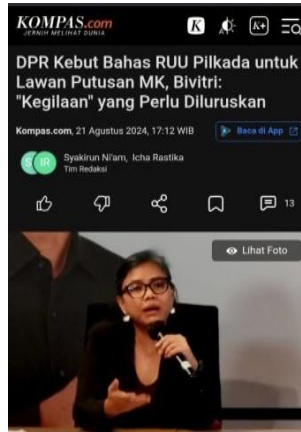 KOMPAS.com
JERNIH MELIHAT DUNIA
K
K+
DPR Kebut Bahas RUU Pilkada untuk
Lawan Putusan MK, Bivitri:
"Kegilaan" yang Perlu Diluruskan
Kompas.com, 21 Agustus 2024, 17:12 WIB
Baca di App
S
IR
Syakirun Ni'am, Icha Rastika
Tim Redaksi
13
Lihat Foto